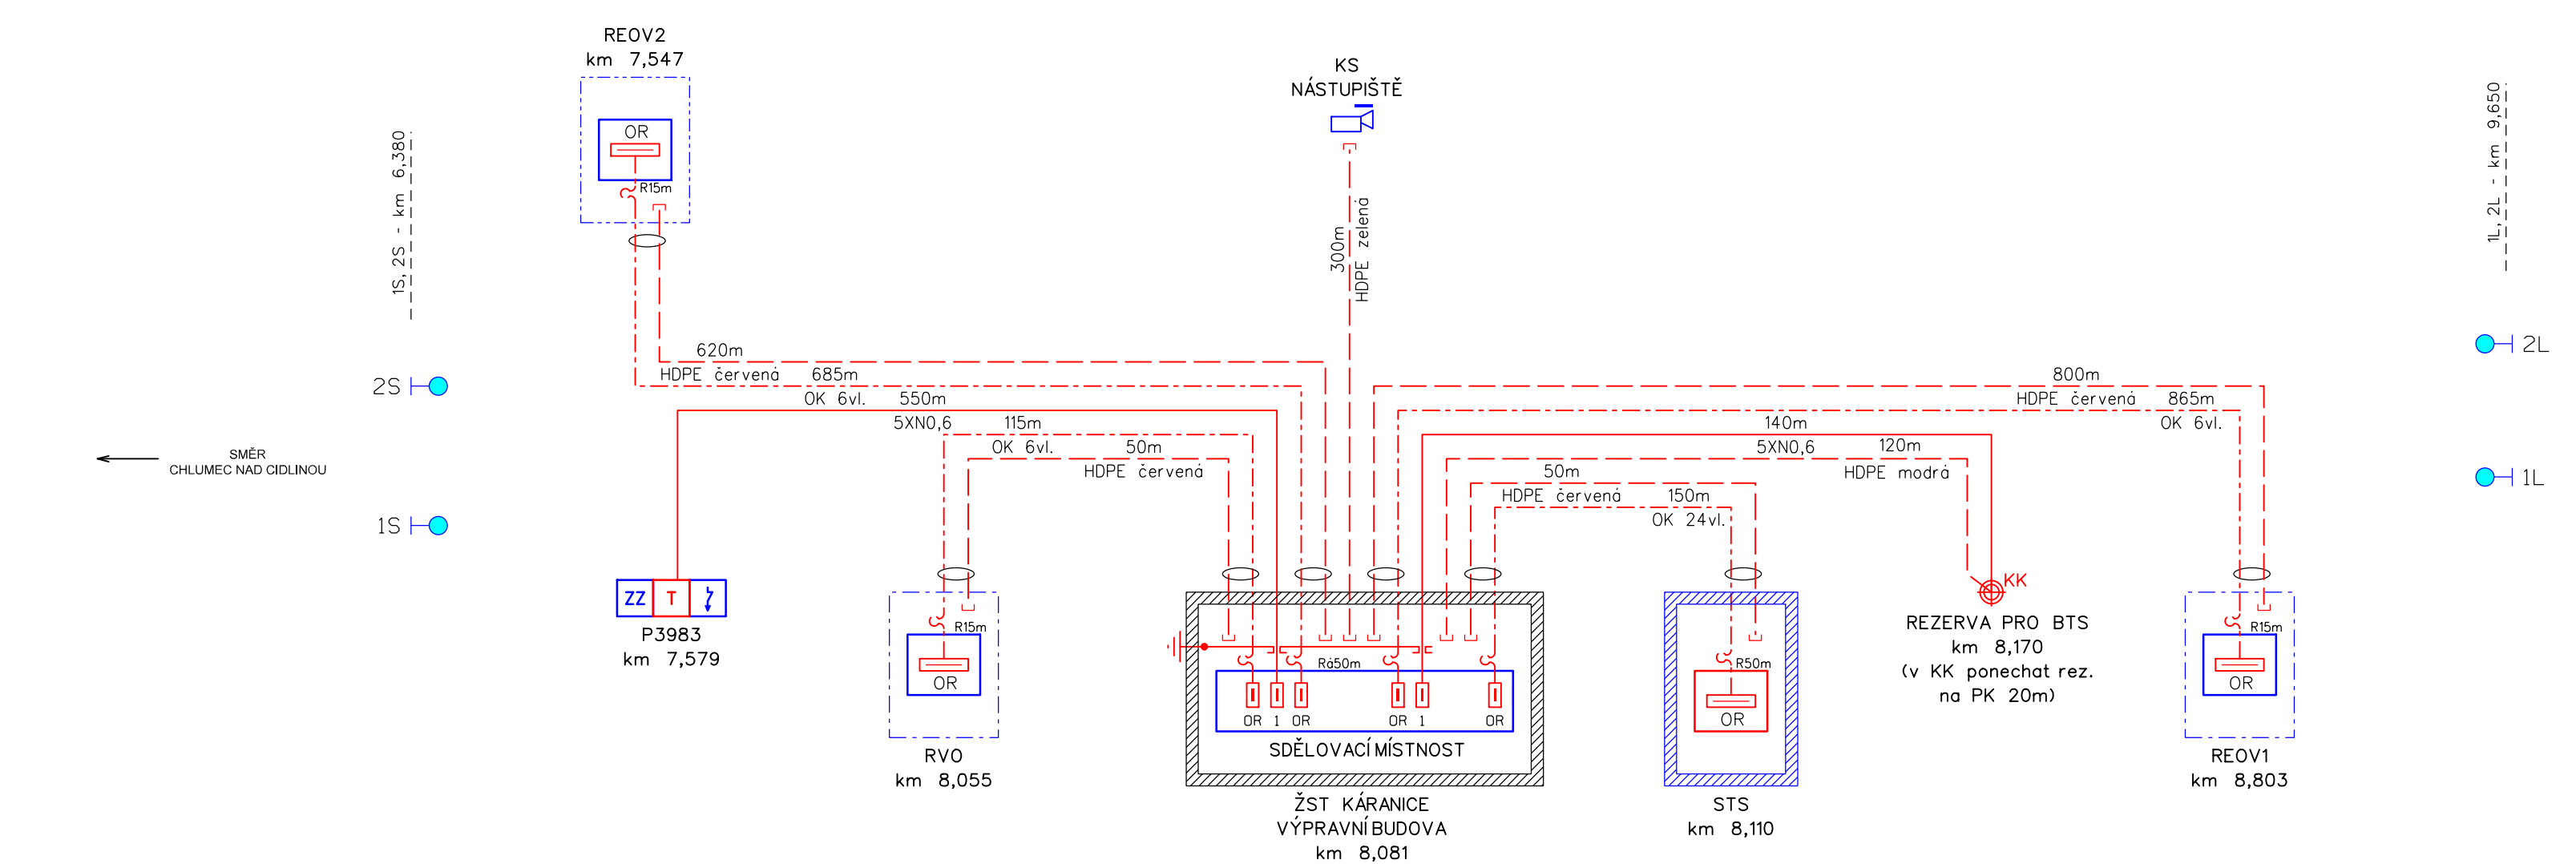 REOV2
km 7,547
OR
R15m
KS
NÁSTUPIŠTĚ
1S, 2S - km 6,380
1L, 2L - km 9,650
300m
HDPE zelená
2L
2S
1L
1S
SMĚR
CHLUMEC NAD CIDLINOU
620m
HDPE červená 685m
OK 6vl. 550m
5XN0,6 115m
OK 6vl. 50m
HDPE červená
800m
HDPE červená 865m
OK 6vl.
140m
5XN0,6 120m
HDPE modrá
50m
HDPE červená 150m
OK 24vl.
ZZ T
P3983
km 7,579
R15m
OR
RVO
km 8,055
Rá50m
OR 1 OR OR 1 OR
SDĚLOVACÍ MÍSTNOST
ŽST KÁRANICE
VÝPRAVNÍ BUDOVA
km 8,081
R50m
OR
STS
km 8,110
KK
REZERVA PRO BTS
km 8,170
(v KK ponechat rez.
na PK 20m)
R15m
OR
REOV1
km 8,803